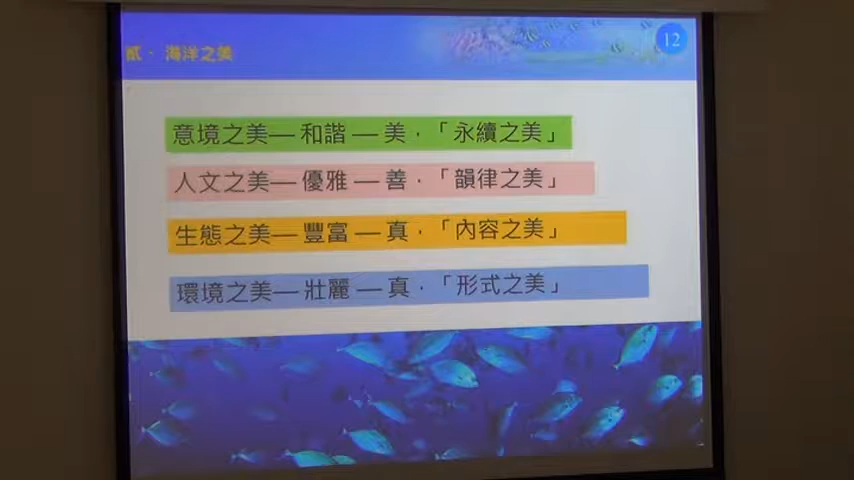 貳、海洋之美
12
意境之美—和諧—美，「永續之美」
人文之美—優雅—善，「韻律之美」
生態之美—豐富—真，「內容之美」
環境之美—壯麗—真，「形式之美」